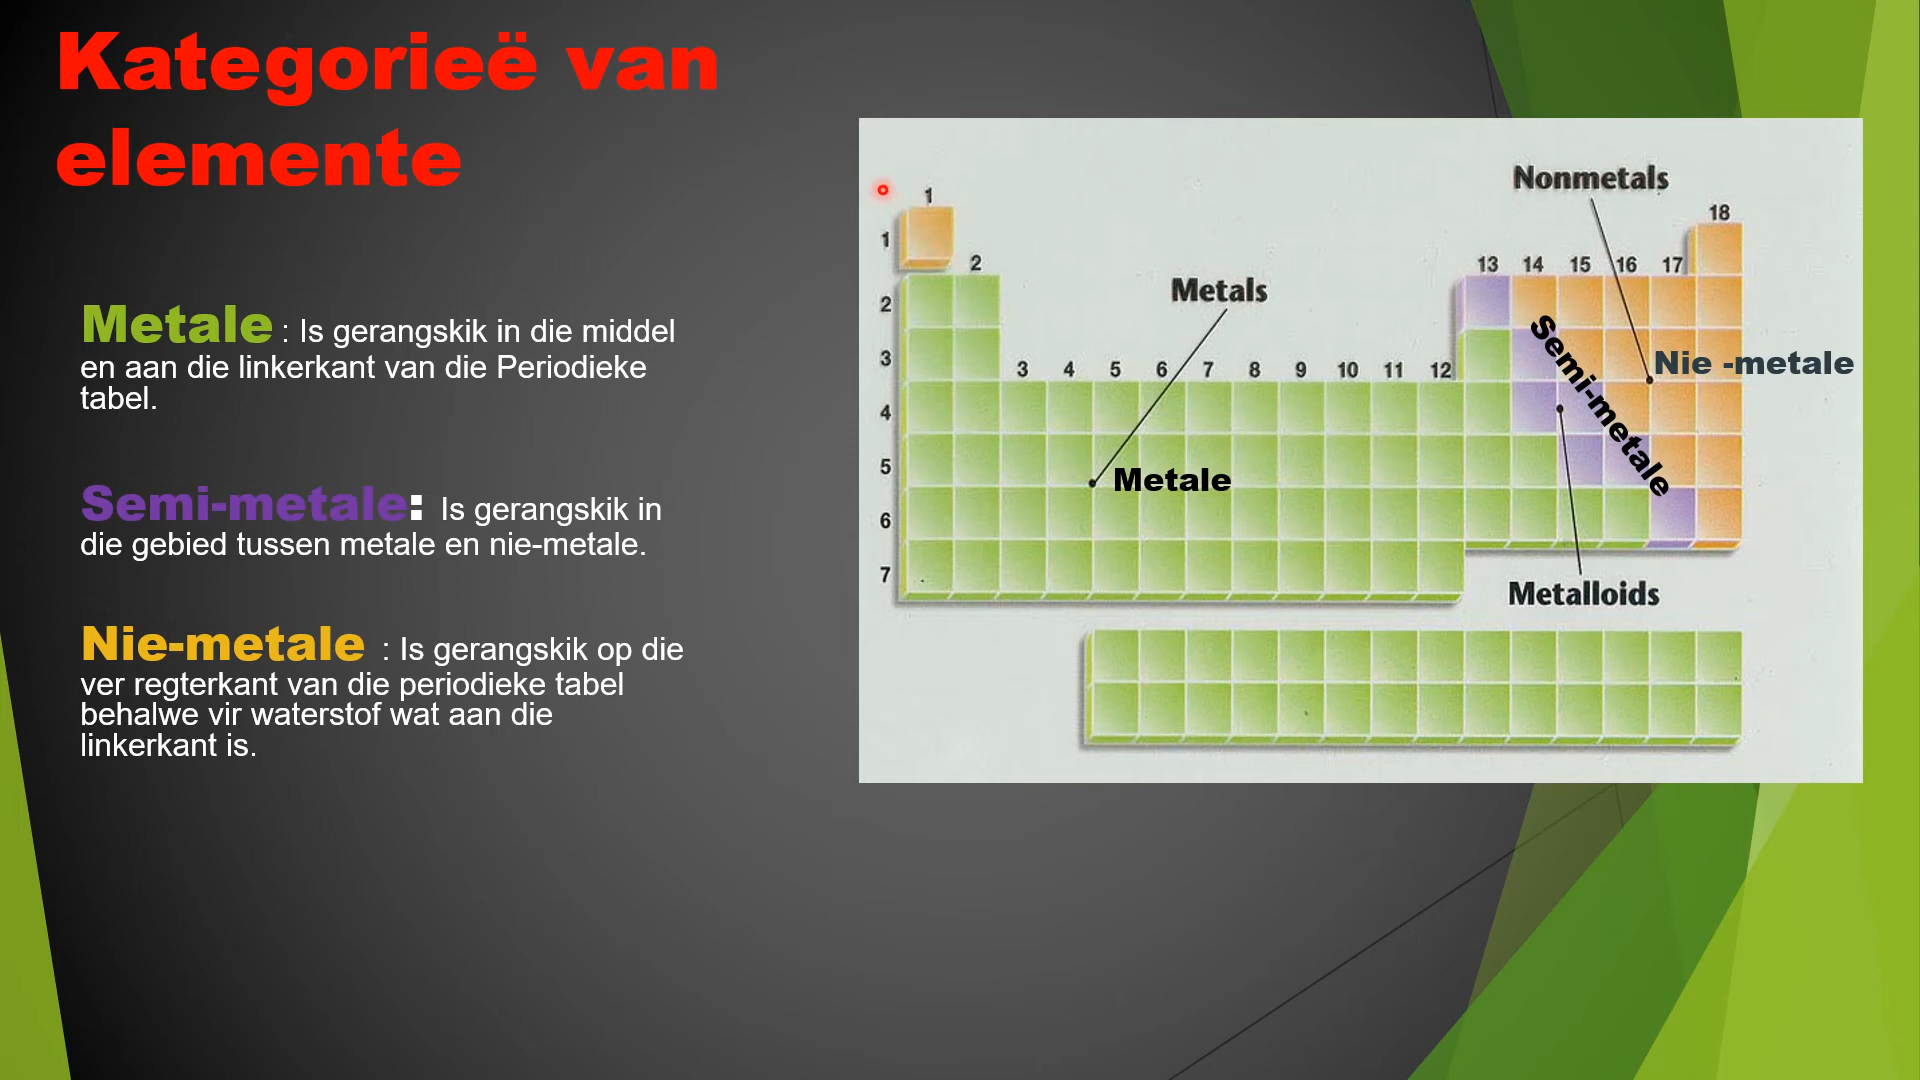 Kategorieë van
elemente
Metale : Is gerangskik in die middel
en aan die linkerkant van die Periodieke
tabel.
Semi-metale: Is gerangskik in
die gebied tussen metale en nie-metale.
Nie-metale : Is gerangskik op die
ver regterkant van die periodieke tabel
behalwe vir waterstof wat aan die
linkerkant is.
Nonmetals
1
18
1
2
13 14 15 16 17
Metals
2
Semi-metale
3
3 4 5 6 7 8 9 10 11 12
Nie -metale
4
5
Metale
6
7
Metalloids